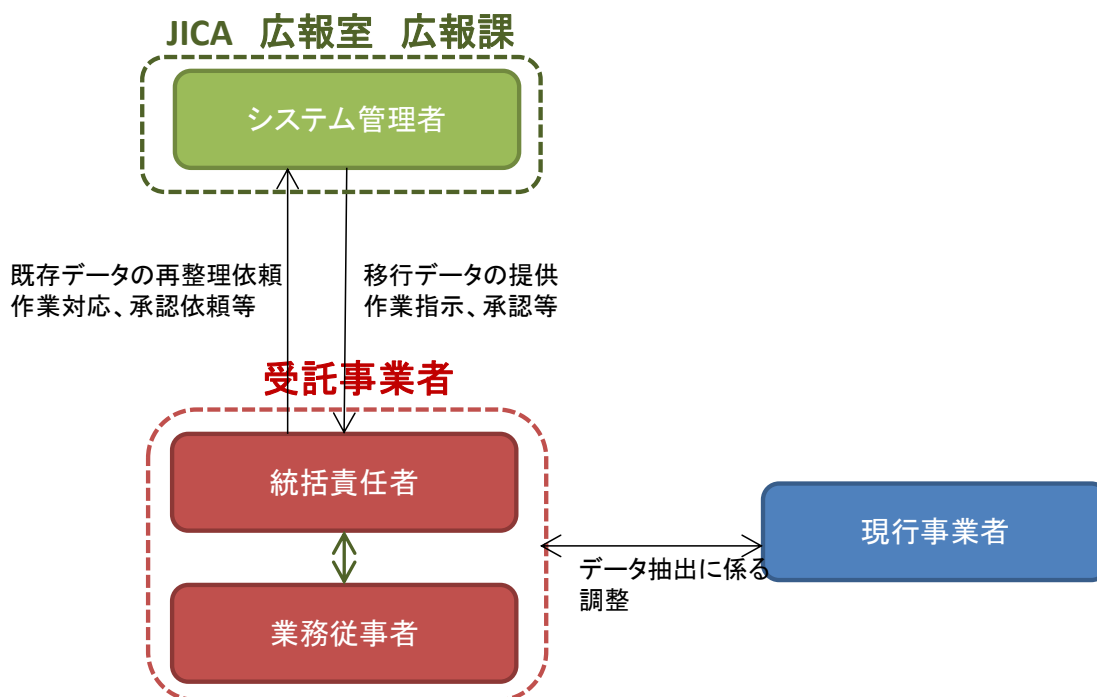 JICA 広報室 広報課
システム管理者
既存データの再整理依頼
作業対応、承認依頼等
移行データの提供
作業指示、承認等
受託事業者
統括責任者
現行事業者
データ抽出に係る
調整
業務従事者